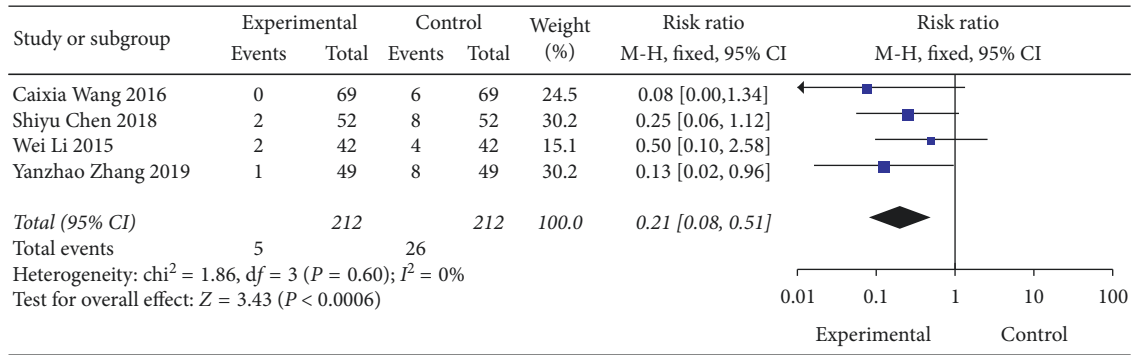 Study or subgroup Experimental Control Weight (%) Risk ratio Risk ratio
Events Total Events Total M-H, fixed, 95% CI M-H, fixed, 95% CI
Caixia Wang 2016 0 69 6 69 24.5 0.08 [0.00,1.34]
Shiyu Chen 2018 2 52 8 52 30.2 0.25 [0.06, 1.12]
Wei Li 2015 2 42 4 42 15.1 0.50 [0.10, 2.58]
Yanzhao Zhang 2019 1 49 8 49 30.2 0.13 [0.02, 0.96]
Total (95% CI) 212 212 100.0 0.21 [0.08, 0.51]
Total events 5 26
Heterogeneity: chi² = 1.86, df = 3 (P = 0.60); I² = 0%
Test for overall effect: Z = 3.43 (P < 0.0006)
0.01 0.1 1 10 100
Experimental Control